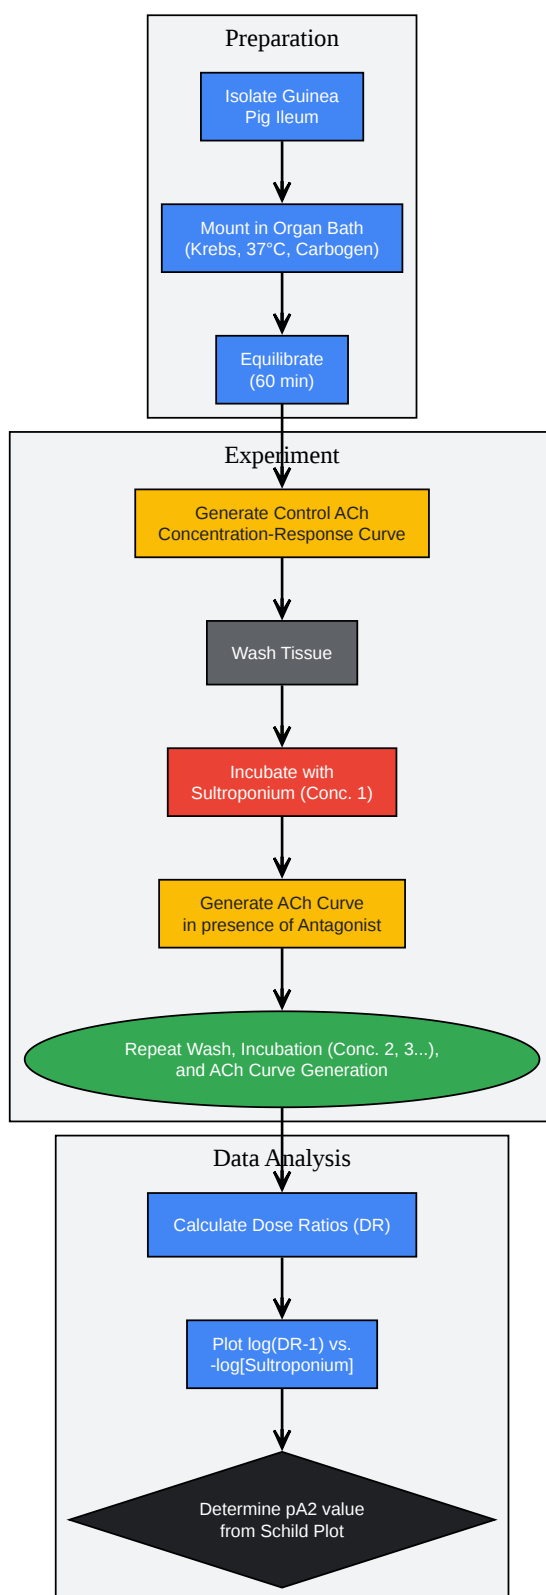 Preparation
Isolate Guinea
Pig Ileum
Mount in Organ Bath
(Krebs, 37°C, Carbogen)
Equilibrate
(60 min)
Experiment
Generate Control ACh
Concentration-Response Curve
Wash Tissue
Incubate with
Sultroponium (Conc. 1)
Generate ACh Curve
in presence of Antagonist
Repeat Wash, Incubation (Conc. 2, 3...),
and ACh Curve Generation
Data Analysis
Calculate Dose Ratios (DR)
Plot log(DR-1) vs.
-log[Sultroponium]
Determine pA2 value
from Schild Plot